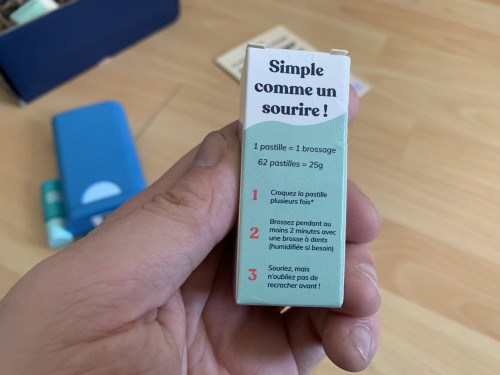 Simple
comme un
sourire !
1 pastille = 1 brossage
62 pastilles = 25g
1 Croquez la pastille
plusieurs fois*
2 Brossez pendant au
moins 2 minutes avec
une brosse à dents
(humidifiée si besoin)
3 Souriez, mais
n'oubliez pas de
recracher avant !